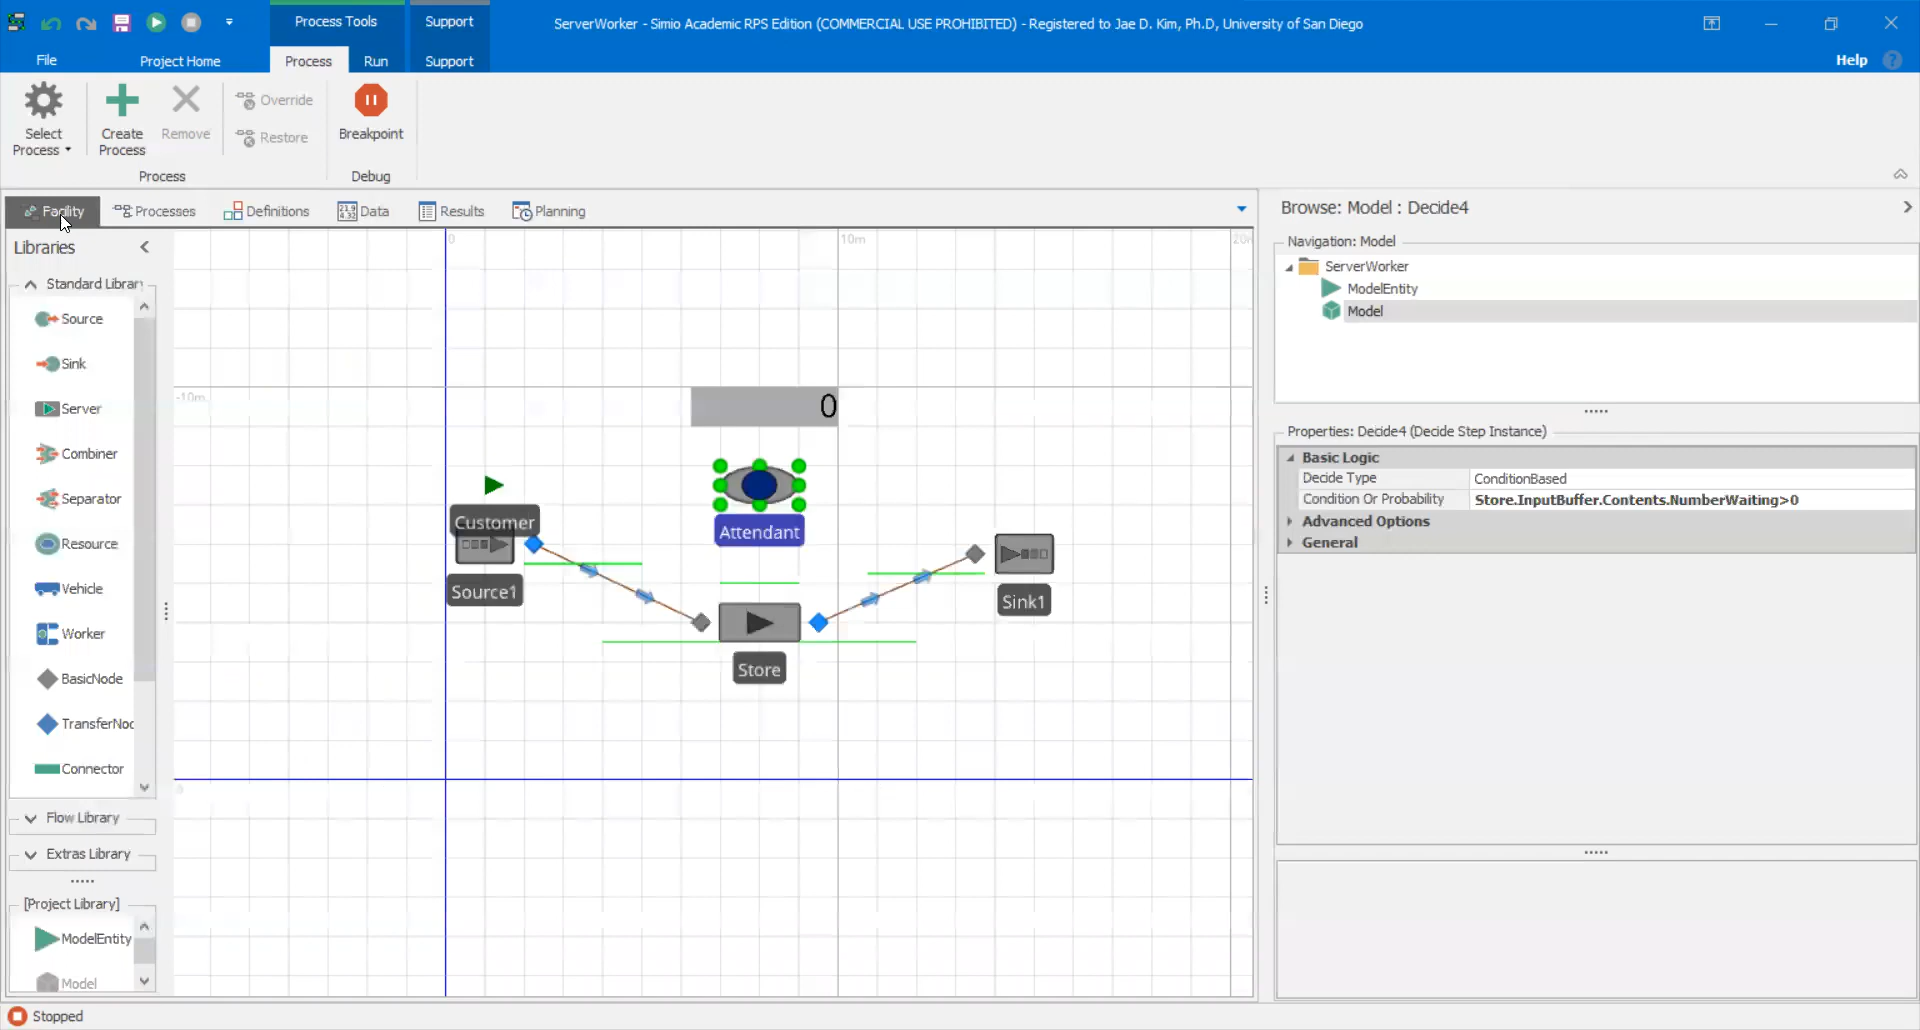 Process Tools
Support
ServerWorker - Simio Academic RPS Edition (COMMERCIAL USE PROHIBITED) - Registered to Jae D. Kim, Ph.D, University of San Diego
File
Project Home
Process
Run
Support
Help
Select Process
Create Process
Remove
Override
Restore
Breakpoint
Process
Debug
Facility
Processes
Definitions
Data
Results
Planning
Libraries
Standard Library
Source
Sink
Server
Combiner
Separator
Resource
Vehicle
Worker
BasicNode
TransferNod
Connector
Flow Library
Extras Library
[Project Library]
ModelEntity
Model
0
10m
20m
-10m
0
0
Customer
Source1
Attendant
Store
Sink1
Browse: Model : Decide4
Navigation: Model
ServerWorker
ModelEntity
Model
Properties: Decide4 (Decide Step Instance)
Basic Logic
Decide Type
ConditionBased
Condition Or Probability
Store.InputBuffer.Contents.NumberWaiting>0
Advanced Options
General
Stopped